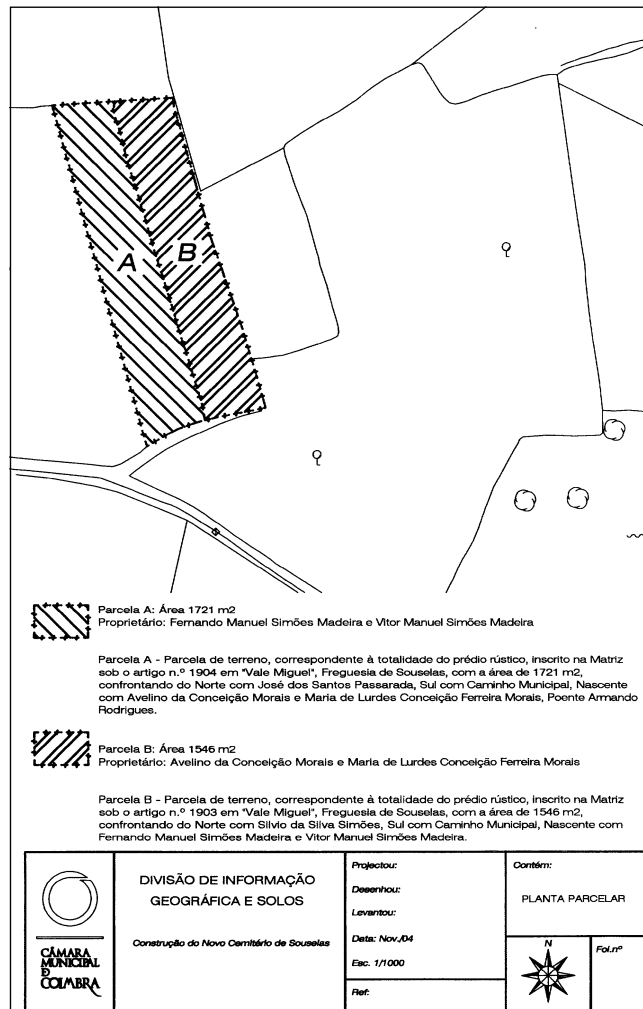 A
B
Parcela A: Área 1721 m2
Proprietário: Fernando Manuel Simões Madeira e Vitor Manuel Simões Madeira
Parcela A - Parcela de terreno, correspondente à totalidade do prédio rústico, inscrito na Matriz
sob o artigo n.º 1904 em "Vale Miguel", Freguesia de Souselas, com a área de 1721 m2,
confrontando do Norte com José dos Santos Passarada, Sul com Caminho Municipal, Nascente
com Avelino da Conceição Morais e Maria de Lurdes Conceição Ferreira Morais, Poente Armando
Rodrigues.
Parcela B: Área 1546 m2
Proprietário: Avelino da Conceição Morais e Maria de Lurdes Conceição Ferreira Morais
Parcela B - Parcela de terreno, correspondente à totalidade do prédio rústico, inscrito na Matriz
sob o artigo n.º 1903 em "Vale Miguel", Freguesia de Souselas, com a área de 1546 m2,
confrontando do Norte com Silvio da Silva Simões, Sul com Caminho Municipal, Nascente com
Fernando Manuel Simões Madeira e Vitor Manuel Simões Madeira.
CÂMARA
MUNICIPAL
D
COIMBRA
DIVISÃO DE INFORMAÇÃO
GEOGRÁFICA E SOLOS
Construção do Novo Cemitério de Souselas
Projectou:
Desenhou:
Levantou:
Data: Nov./04
Esc. 1/1000
Ref:
Contém:
PLANTA PARCELAR
N
Fol.nº